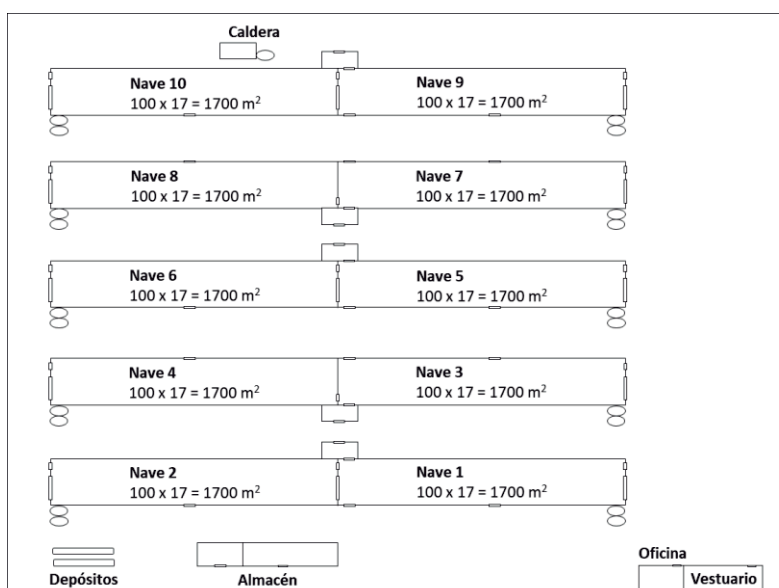 Caldera
Nave 10
100 x 17 = 1700 m²
Nave 9
100 x 17 = 1700 m²
Nave 8
100 x 17 = 1700 m²
Nave 7
100 x 17 = 1700 m²
Nave 6
100 x 17 = 1700 m²
Nave 5
100 x 17 = 1700 m²
Nave 4
100 x 17 = 1700 m²
Nave 3
100 x 17 = 1700 m²
Nave 2
100 x 17 = 1700 m²
Nave 1
100 x 17 = 1700 m²
Depósitos
Almacén
Oficina
Vestuario